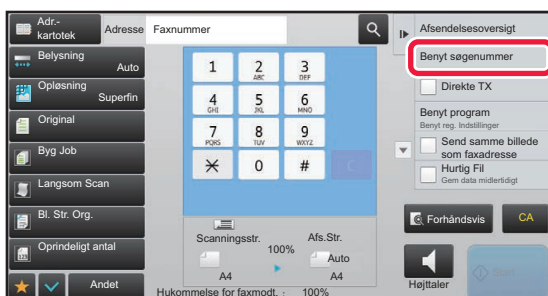 Adr.-
kartotek
Adresse
Faxnummer
Belysning
Auto
Opløsning
Superfin
Original
Byg Job
Langsom Scan
Bl. Str. Org.
Oprindeligt antal
Andet
1
2
ABC
3
DEF
4
GHI
5
JKL
6
MNO
7
PQRS
8
TUV
9
WXYZ
0
#
C
Scanningsstr.
100%
Afs.Str.
Auto
A4
A4
Hukommelse for faxmodt. : 100%
Afsendelsesoversigt
Benyt søgenummer
Direkte TX
Benyt program
Benyt reg. Indstillinger
Send samme billede
som faxadresse
Hurtig Fil
Gem data midlertidigt
Forhåndsvis
CA
Højttaler
Start